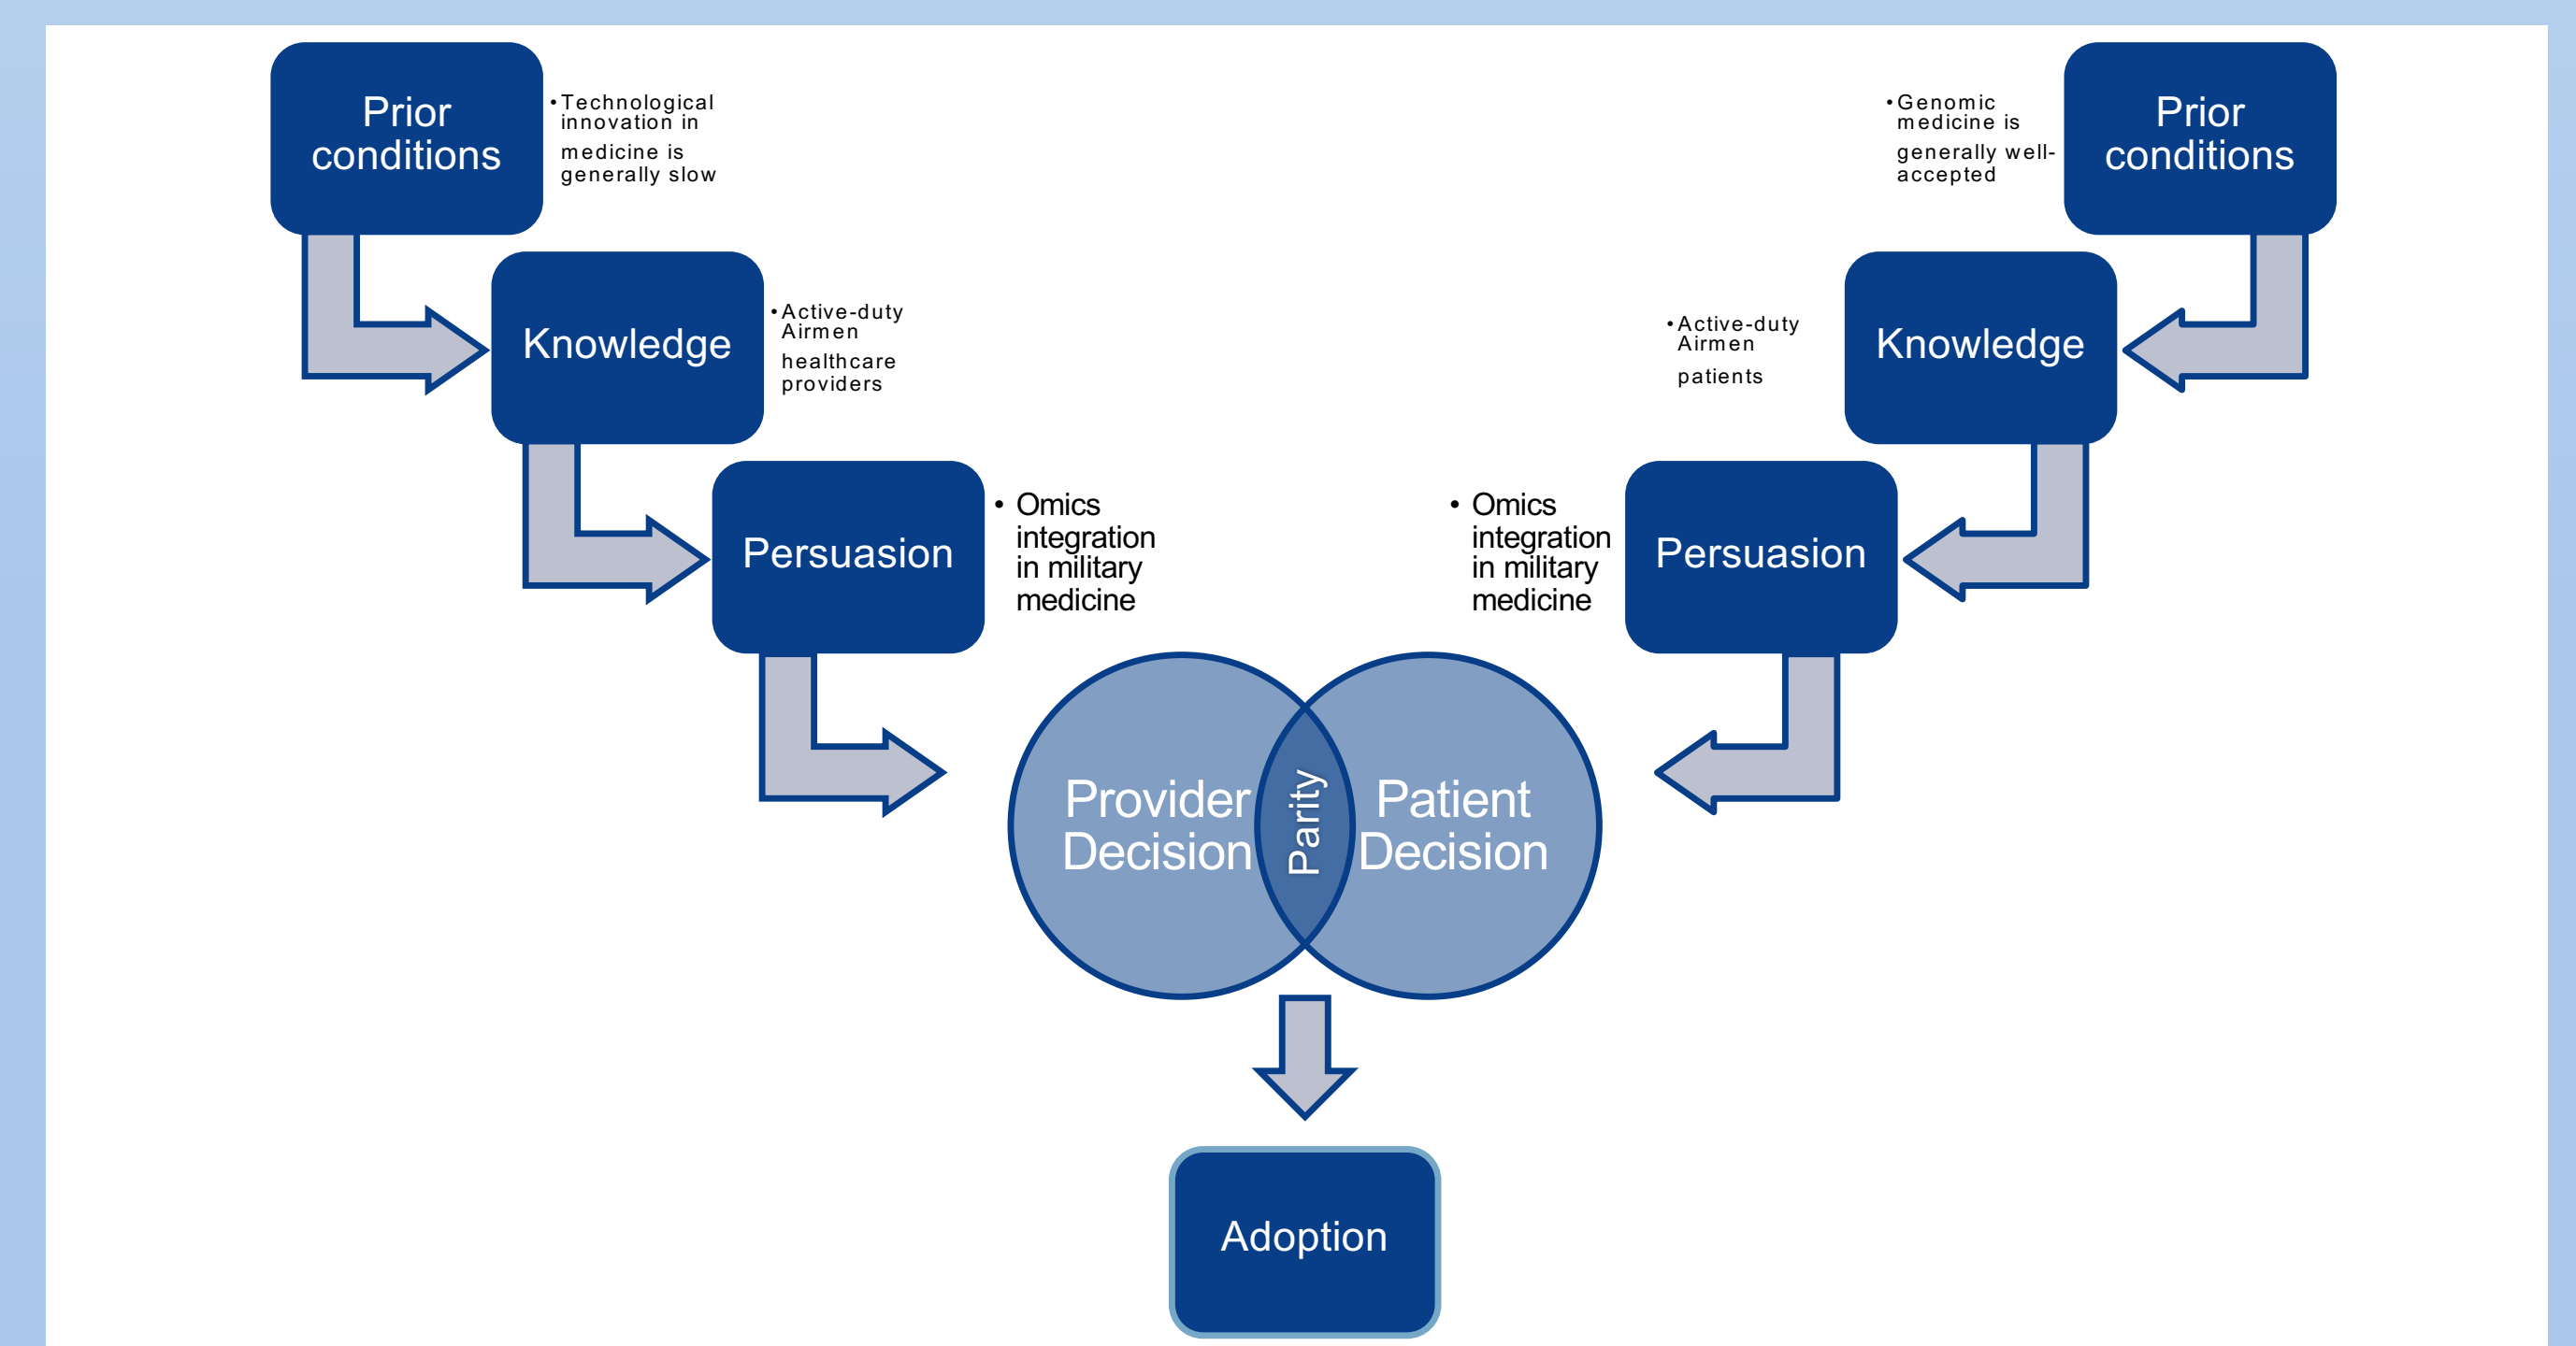 Prior
conditions
• Technological
innovation in
medicine is
generally slow
• Genomic
medicine is
generally well-
accepted
Prior
conditions
Knowledge
• Active-duty
Airmen
healthcare
providers
• Active-duty
Airmen
patients
Knowledge
Persuasion
• Omics
integration
in military
medicine
• Omics
integration
in military
medicine
Persuasion
Provider
Decision
Parity
Patient
Decision
Adoption